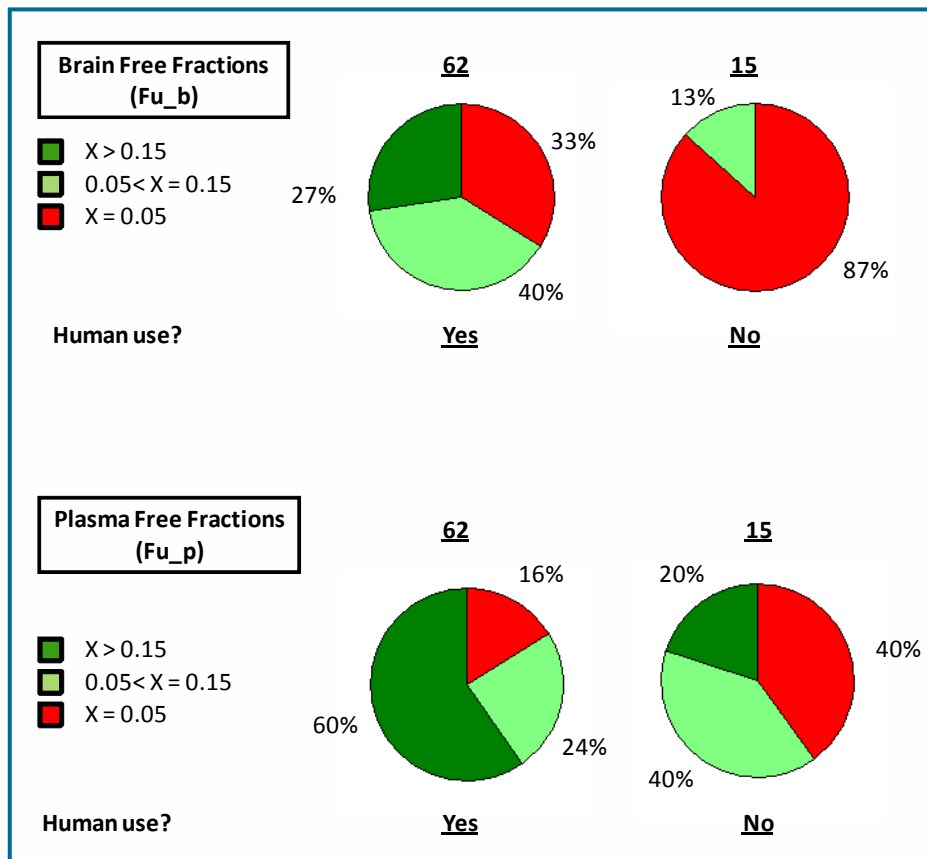 Brain Free Fractions
(Fu_b)
62
15
X > 0.15
0.05< X = 0.15
X = 0.05
33%
27%
40%
13%
87%
Human use?
Yes
No
Plasma Free Fractions
(Fu_p)
62
15
X > 0.15
0.05< X = 0.15
X = 0.05
16%
60%
24%
20%
40%
40%
Human use?
Yes
No